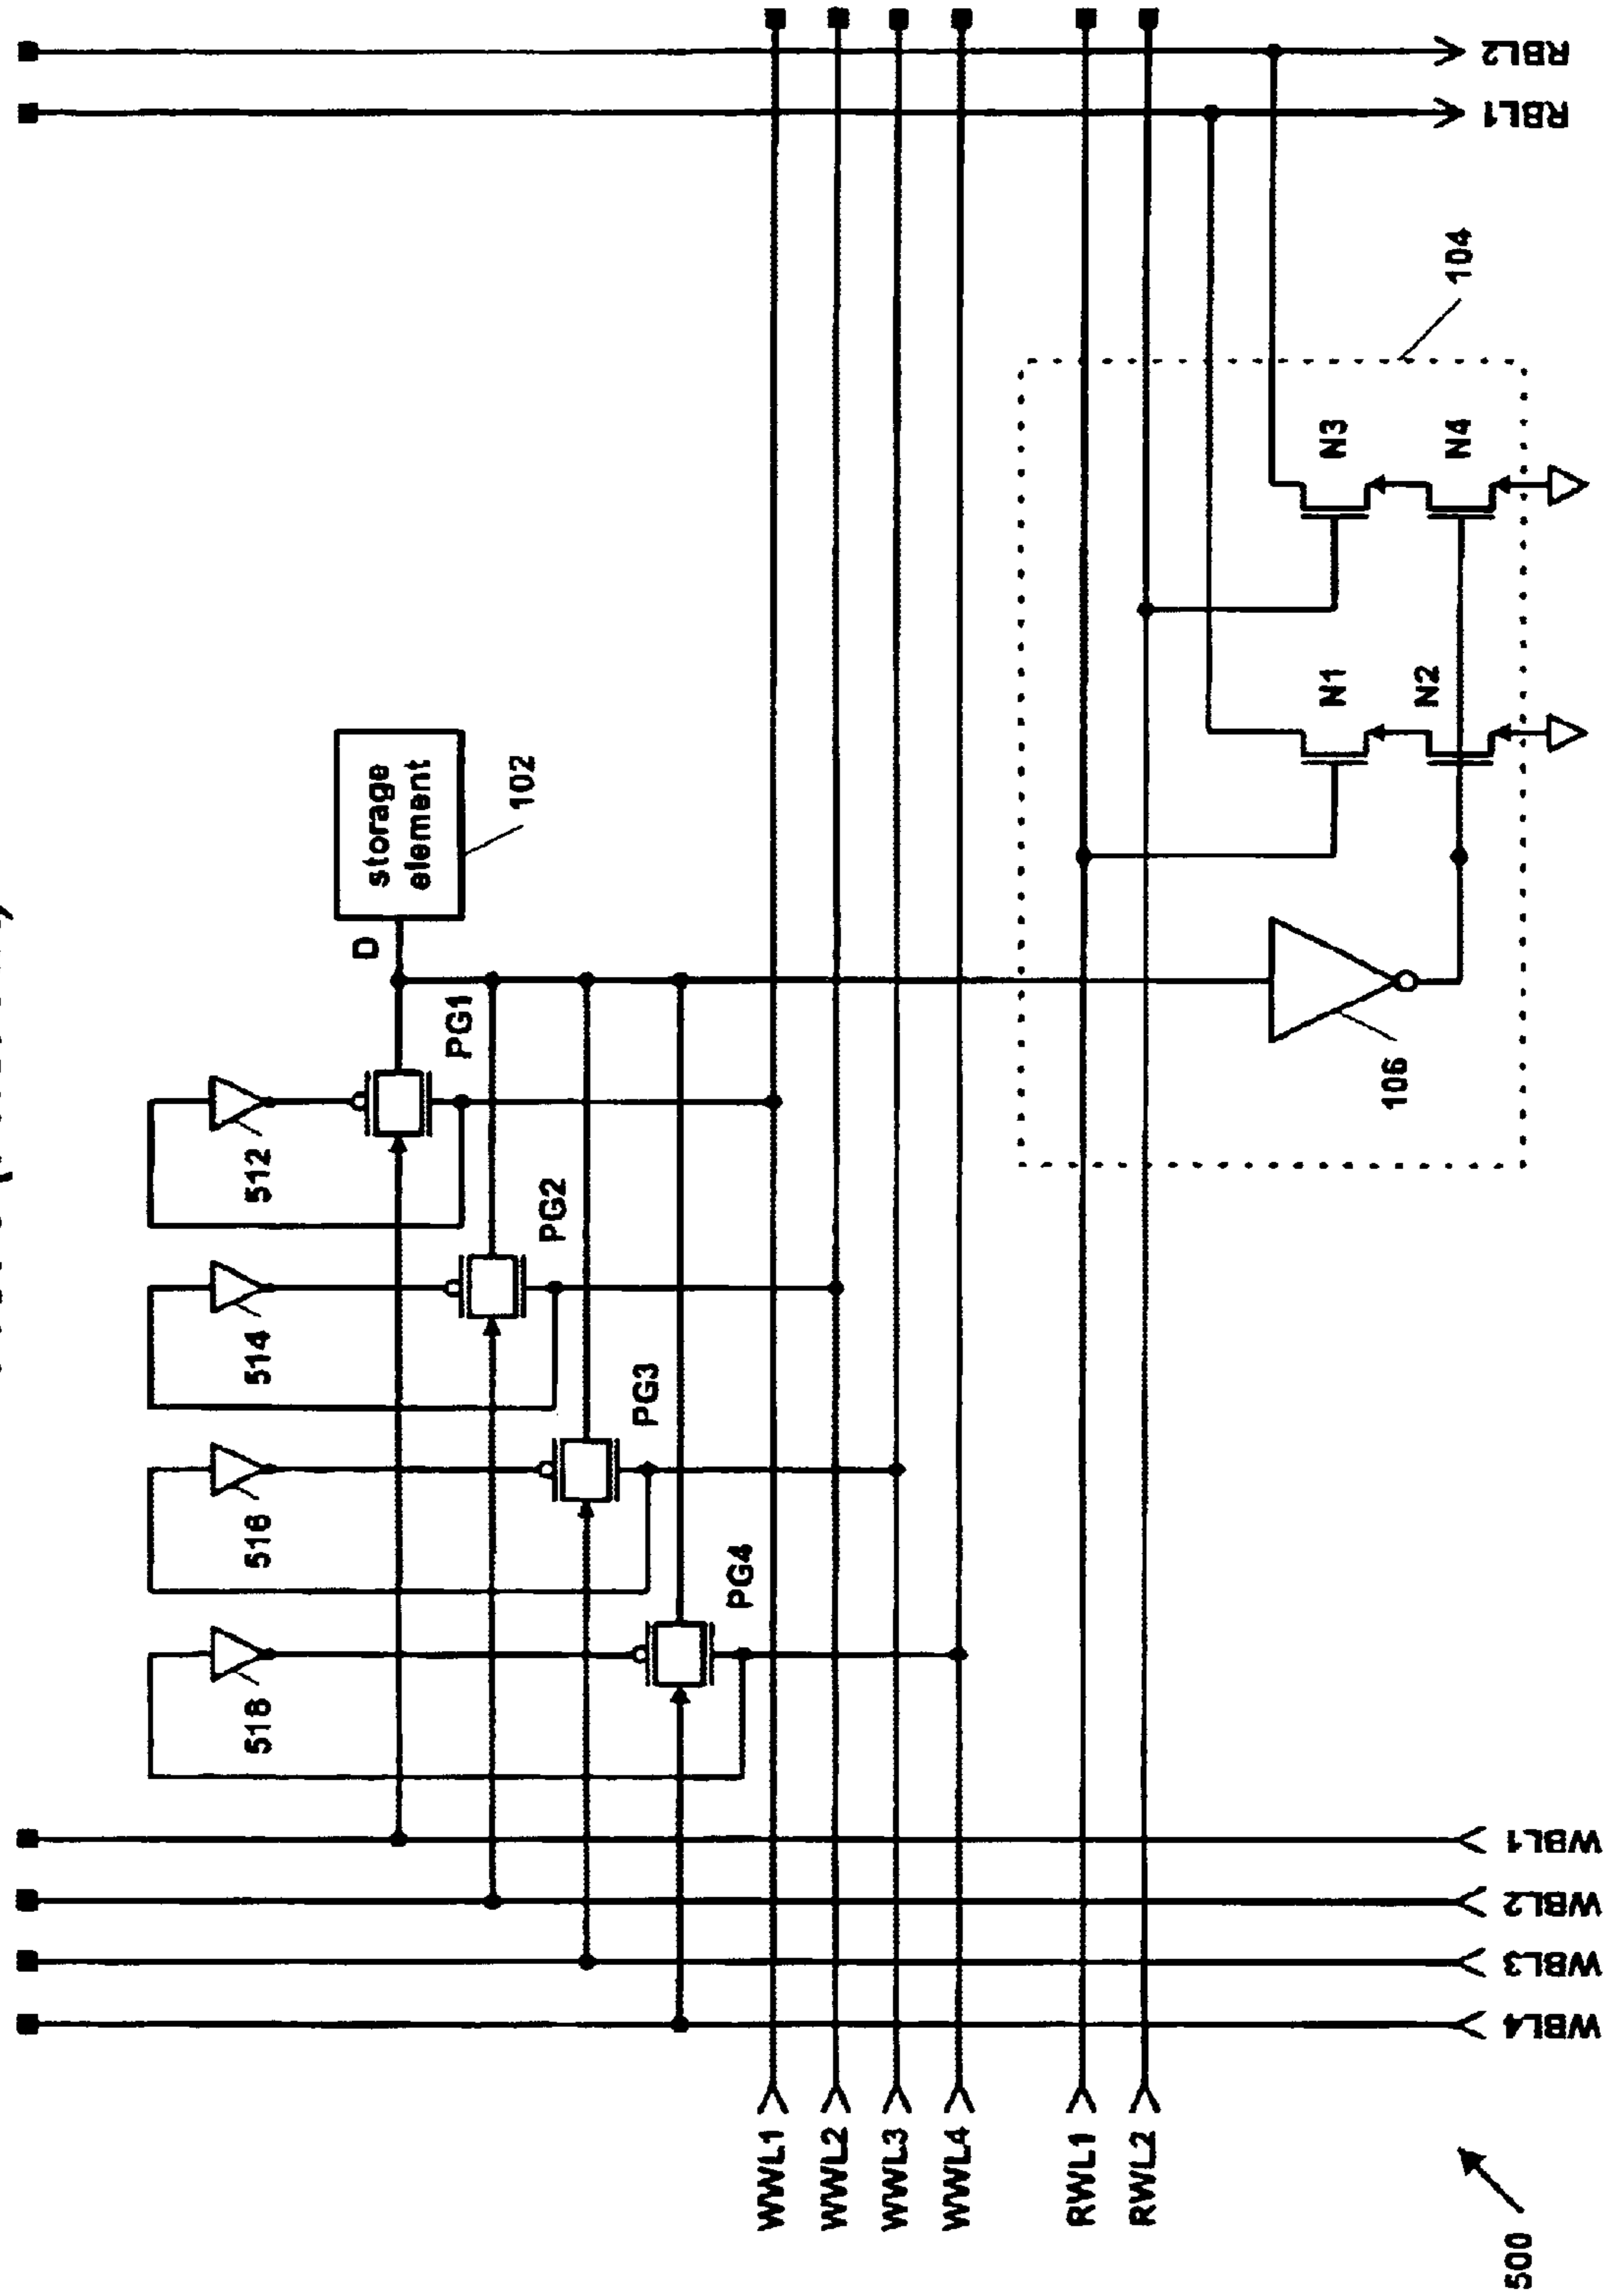 storage
element
102
D
PG1
PG2
PG3
PG4
512
514
516
518
WWL1
WWL2
WWL3
WWL4
RWL1
RWL2
WBL4
WBL3
WBL2
WBL1
RBL1
RBL2
N1
N2
N3
N4
104
106
500